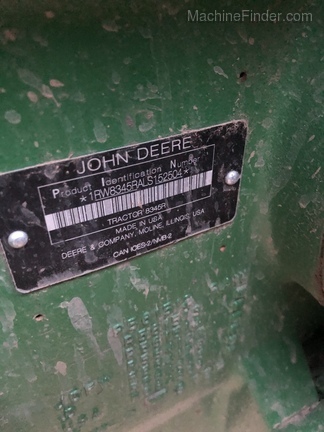 MachineFinder.com
JOHN DEERE
Product Identification Number
*1RW8345RALS152504*
TRACTOR 8345R
MADE IN USA
DEERE & COMPANY, MOLINE, ILLINOIS, USA
CAN ICES-2/NMB-2